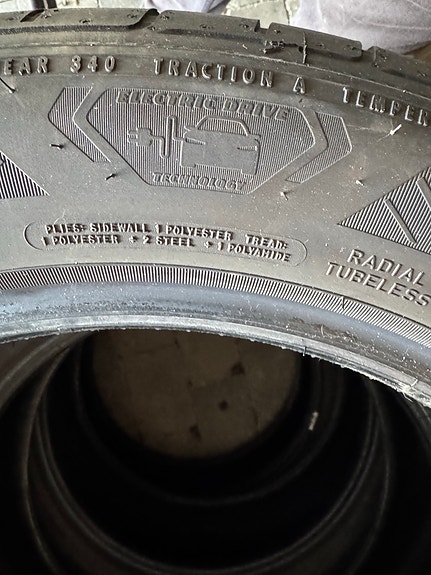 EAR 340 TRACTION A TEMPER
ELECTRIC DRIVE
TECHNOLOGY
PLIES: SIDEWALL 1 POLYESTER TREAD:
1 POLYESTER + 2 STEEL + 1 POLYAMIDE
RADIAL
TUBELESS